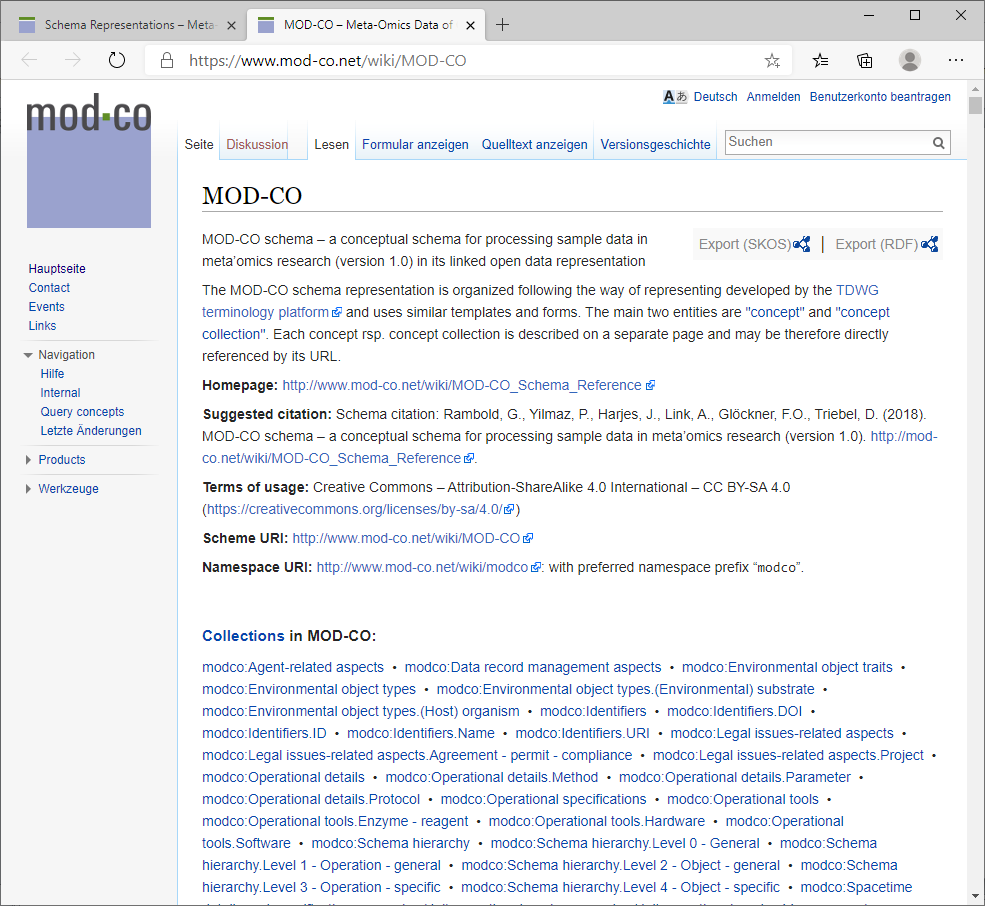 Schema Representations – Meta-
MOD-CO – Meta-Omics Data of
https://www.mod-co.net/wiki/MOD-CO
mod·co
A あ Deutsch Anmelden Benutzerkonto beantragen
Seite Diskussion Lesen Formular anzeigen Quelltext anzeigen Versionsgeschichte Suchen
Hauptseite
Contact
Events
Links
Navigation
Hilfe
Internal
Query concepts
Letzte Änderungen
Products
Werkzeuge
MOD-CO
Export (SKOS) | Export (RDF)
MOD-CO schema – a conceptual schema for processing sample data in
meta’omics research (version 1.0) in its linked open data representation
The MOD-CO schema representation is organized following the way of representing developed by the TDWG
terminology platform and uses similar templates and forms. The main two entities are "concept" and "concept
collection". Each concept rsp. concept collection is described on a separate page and may be therefore directly
referenced by its URL.
Homepage: http://www.mod-co.net/wiki/MOD-CO_Schema_Reference
Suggested citation: Schema citation: Rambold, G., Yilmaz, P., Harjes, J., Link, A., Glöckner, F.O., Triebel, D. (2018).
MOD-CO schema – a conceptual schema for processing sample data in meta’omics research (version 1.0). http://mod-
co.net/wiki/MOD-CO_Schema_Reference.
Terms of usage: Creative Commons – Attribution-ShareAlike 4.0 International – CC BY-SA 4.0
(https://creativecommons.org/licenses/by-sa/4.0/)
Scheme URI: http://www.mod-co.net/wiki/MOD-CO
Namespace URI: http://www.mod-co.net/wiki/modco: with preferred namespace prefix “modco”.
Collections in MOD-CO:
modco:Agent-related aspects • modco:Data record management aspects • modco:Environmental object traits •
modco:Environmental object types • modco:Environmental object types.(Environmental) substrate •
modco:Environmental object types.(Host) organism • modco:Identifiers • modco:Identifiers.DOI •
modco:Identifiers.ID • modco:Identifiers.Name • modco:Identifiers.URI • modco:Legal issues-related aspects •
modco:Legal issues-related aspects.Agreement - permit - compliance • modco:Legal issues-related aspects.Project •
modco:Operational details • modco:Operational details.Method • modco:Operational details.Parameter •
modco:Operational details.Protocol • modco:Operational specifications • modco:Operational tools •
modco:Operational tools.Enzyme - reagent • modco:Operational tools.Hardware • modco:Operational
tools.Software • modco:Schema hierarchy • modco:Schema hierarchy.Level 0 - General • modco:Schema
hierarchy.Level 1 - Operation - general • modco:Schema hierarchy.Level 2 - Object - general • modco:Schema
hierarchy.Level 3 - Operation - specific • modco:Schema hierarchy.Level 4 - Object - specific • modco:Spacetime